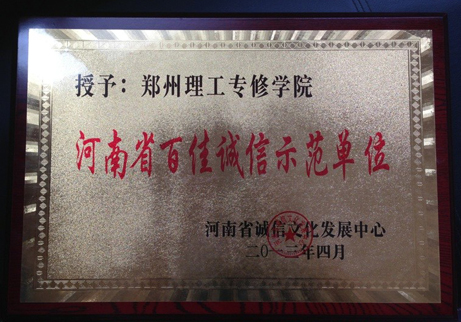 授予：郑州理工专修学院
河南省百佳诚信示范单位
河南省诚信文化发展中心
二〇一三年四月